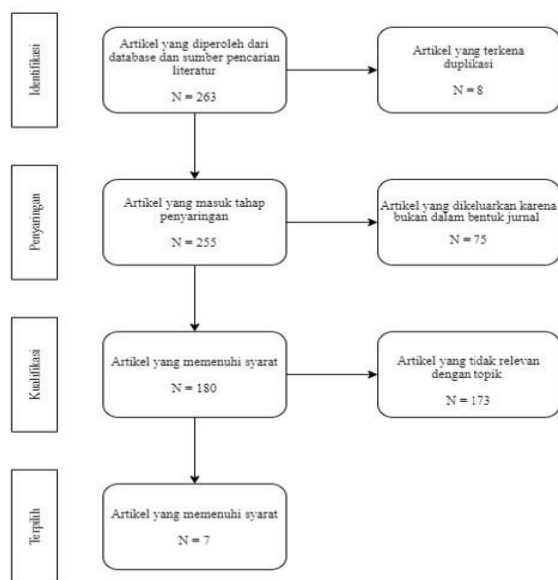 Identifikasi
Artikel yang diperoleh dari
database dan sumber pencarian
literatur
N = 263
Artikel yang terkena
duplikasi
N = 8
Penyaringan
Artikel yang masuk tahap
penyaringan
N = 255
Artikel yang dikeluarkan karena
bukan dalam bentuk jurnal
N = 75
Kualifikasi
Artikel yang memenuhi syarat
N = 180
Artikel yang tidak relevan
dengan topik
N = 173
Terpilih
Artikel yang memenuhi syarat
N = 7